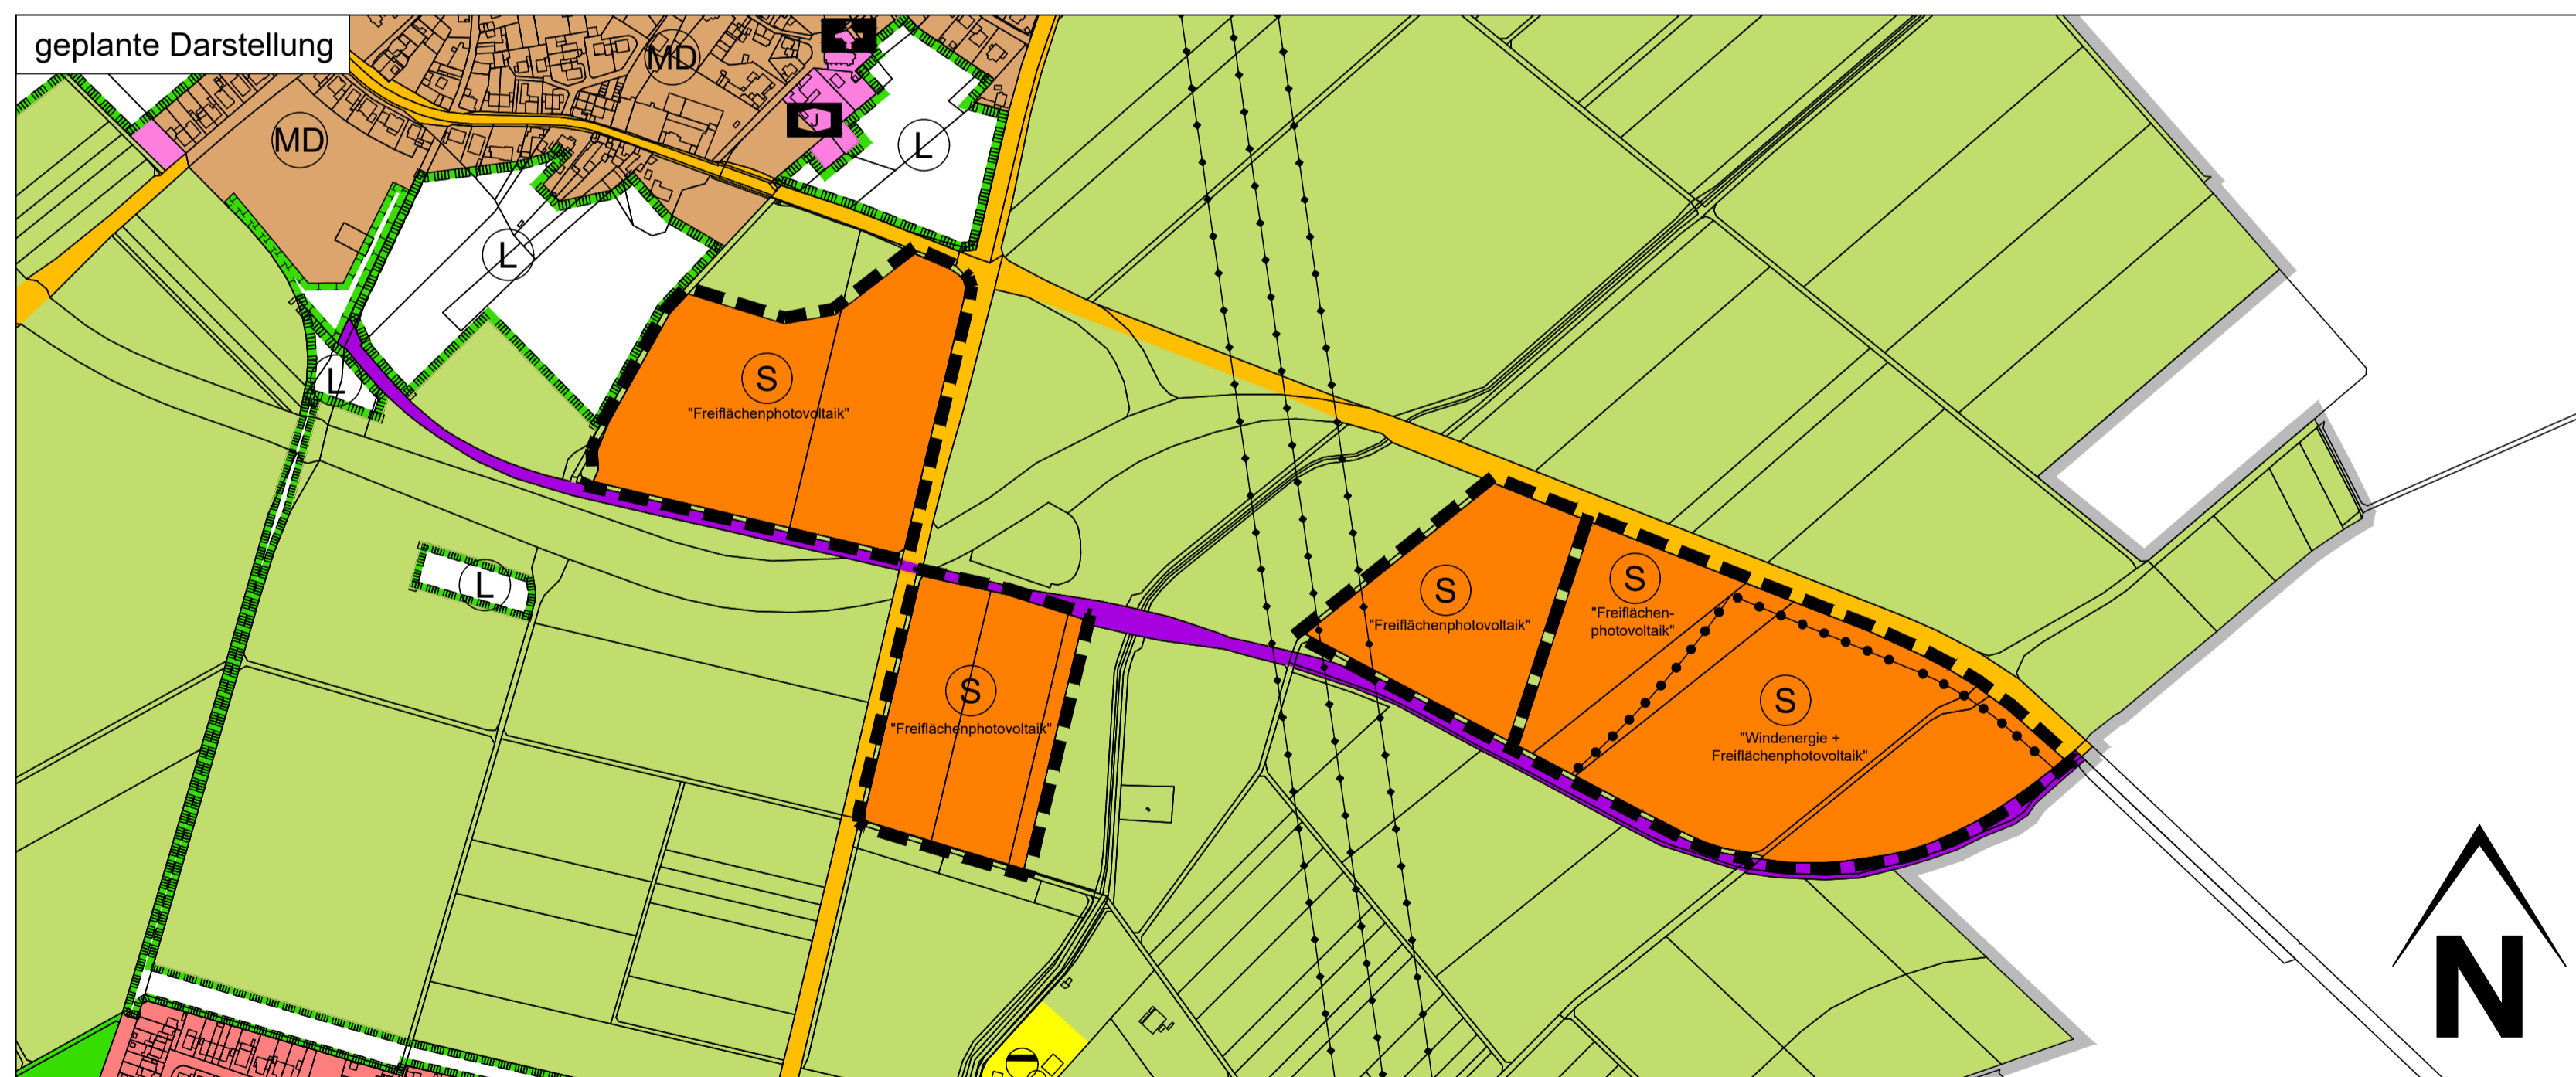 geplante Darstellung
MD
MD
J
L
L
L
L
S
"Freiflächenphotovoltaik"
S
"Freiflächenphotovoltaik"
S
"Freiflächen-
photovoltaik"
S
"Freiflächenphotovoltaik"
S
"Windenergie +
Freiflächenphotovoltaik"
N